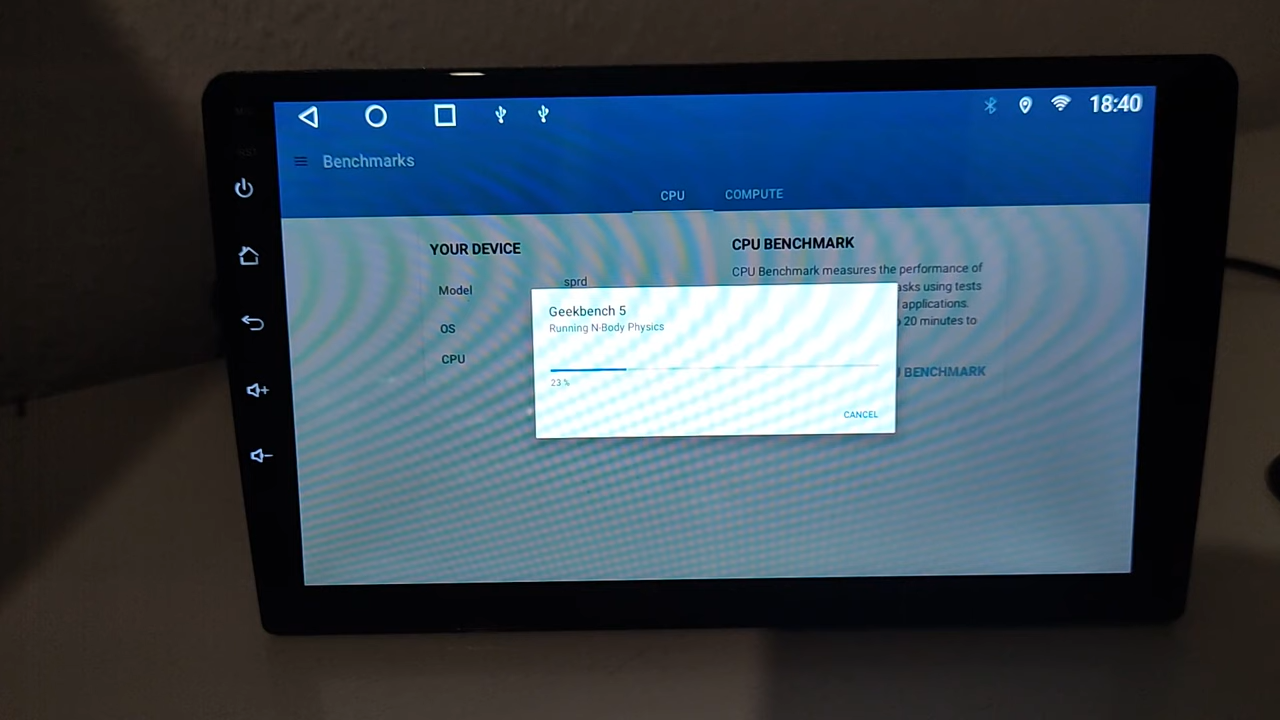 18:40
Benchmarks
CPU COMPUTE
YOUR DEVICE
Model sprd
OS
CPU
CPU BENCHMARK
CPU Benchmark measures the performance of
asks using tests
applications.
20 minutes to
BENCHMARK
Geekbench 5
Running N-Body Physics
23 %
CANCEL